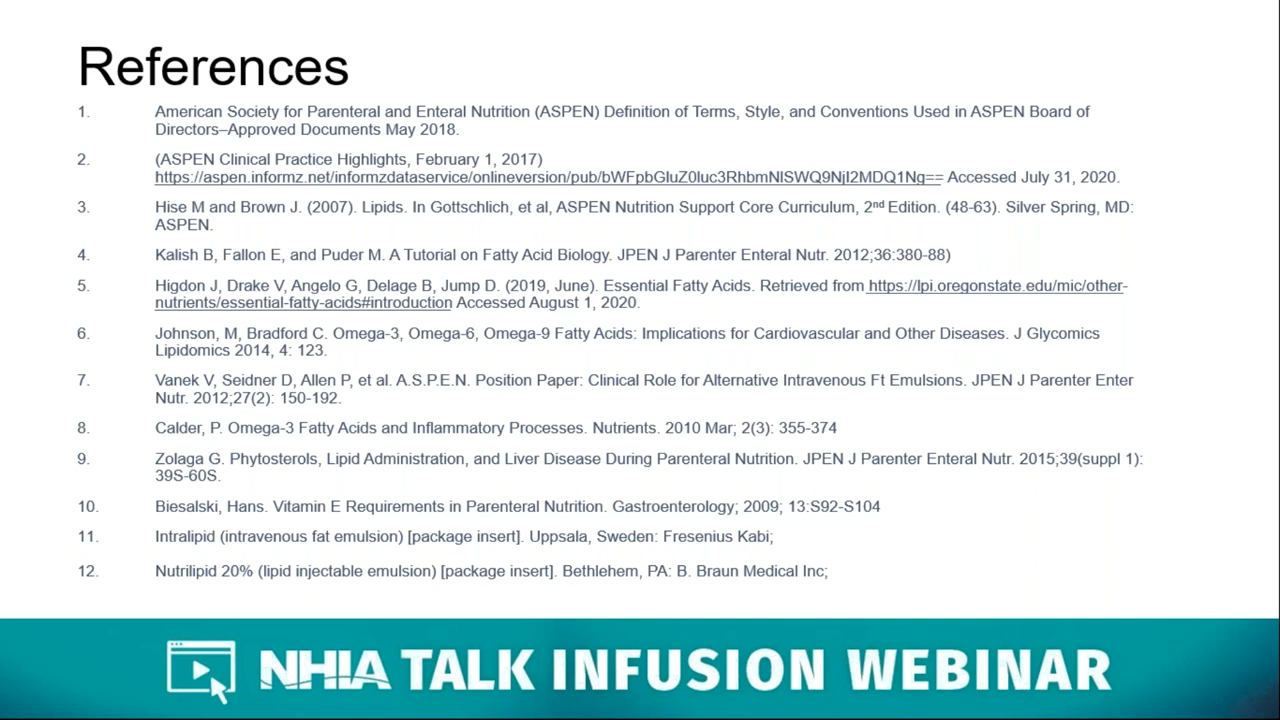 References
1. American Society for Parenteral and Enteral Nutrition (ASPEN) Definition of Terms, Style, and Conventions Used in ASPEN Board of
Directors–Approved Documents May 2018.
2. (ASPEN Clinical Practice Highlights, February 1, 2017)
https://aspen.informz.net/informzdataservice/onlineversion/pub/bWFpbGluZ0luc3RhbmNlSWQ9NjI2MDQ1Ng== Accessed July 31, 2020.
3. Hise M and Brown J. (2007). Lipids. In Gottschlich, et al, ASPEN Nutrition Support Core Curriculum, 2nd Edition. (48-63). Silver Spring, MD:
ASPEN.
4. Kalish B, Fallon E, and Puder M. A Tutorial on Fatty Acid Biology. JPEN J Parenter Enteral Nutr. 2012;36:380-88)
5. Higdon J, Drake V, Angelo G, Delage B, Jump D. (2019, June). Essential Fatty Acids. Retrieved from https://lpi.oregonstate.edu/mic/other-
nutrients/essential-fatty-acids#introduction Accessed August 1, 2020.
6. Johnson, M, Bradford C. Omega-3, Omega-6, Omega-9 Fatty Acids: Implications for Cardiovascular and Other Diseases. J Glycomics
Lipidomics 2014, 4: 123.
7. Vanek V, Seidner D, Allen P, et al. A.S.P.E.N. Position Paper: Clinical Role for Alternative Intravenous Ft Emulsions. JPEN J Parenter Enter
Nutr. 2012;27(2): 150-192.
8. Calder, P. Omega-3 Fatty Acids and Inflammatory Processes. Nutrients. 2010 Mar; 2(3): 355-374
9. Zolaga G. Phytosterols, Lipid Administration, and Liver Disease During Parenteral Nutrition. JPEN J Parenter Enteral Nutr. 2015;39(suppl 1):
39S-60S.
10. Biesalski, Hans. Vitamin E Requirements in Parenteral Nutrition. Gastroenterology; 2009; 13:S92-S104
11. Intralipid (intravenous fat emulsion) [package insert]. Uppsala, Sweden: Fresenius Kabi;
12. Nutrilipid 20% (lipid injectable emulsion) [package insert]. Bethlehem, PA: B. Braun Medical Inc;
NHIA TALK INFUSION WEBINAR